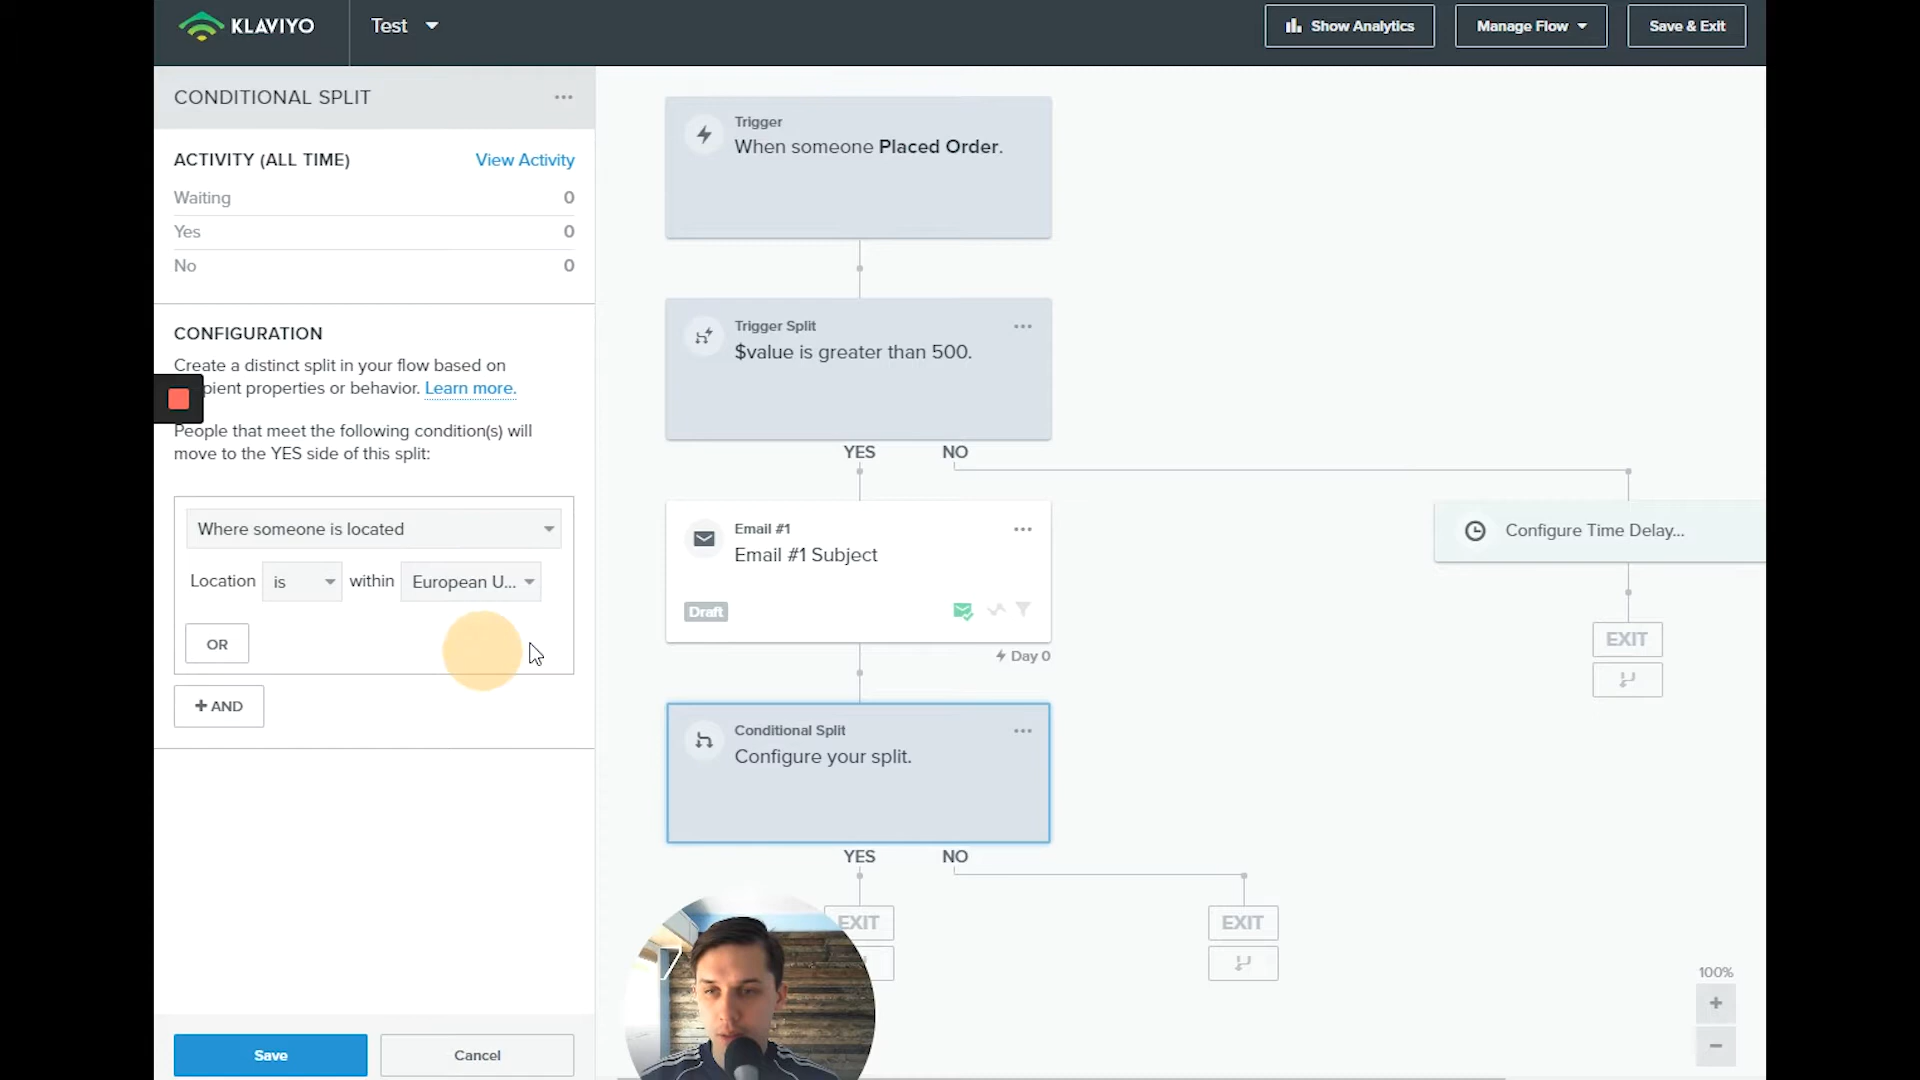 KLAVIYO
Test
Show Analytics
Manage Flow
Save & Exit
CONDITIONAL SPLIT
ACTIVITY (ALL TIME)
View Activity
Waiting 0
Yes 0
No 0
CONFIGURATION
Create a distinct split in your flow based on
pient properties or behavior. Learn more.
People that meet the following condition(s) will
move to the YES side of this split:
Where someone is located
Location is within European U...
OR
+ AND
Save
Cancel
Trigger
When someone Placed Order.
Trigger Split
$value is greater than 500.
YES NO
Email #1
Email #1 Subject
Draft
Day 0
Configure Time Delay...
EXIT
Conditional Split
Configure your split.
YES NO
EXIT
EXIT
100%
+
−